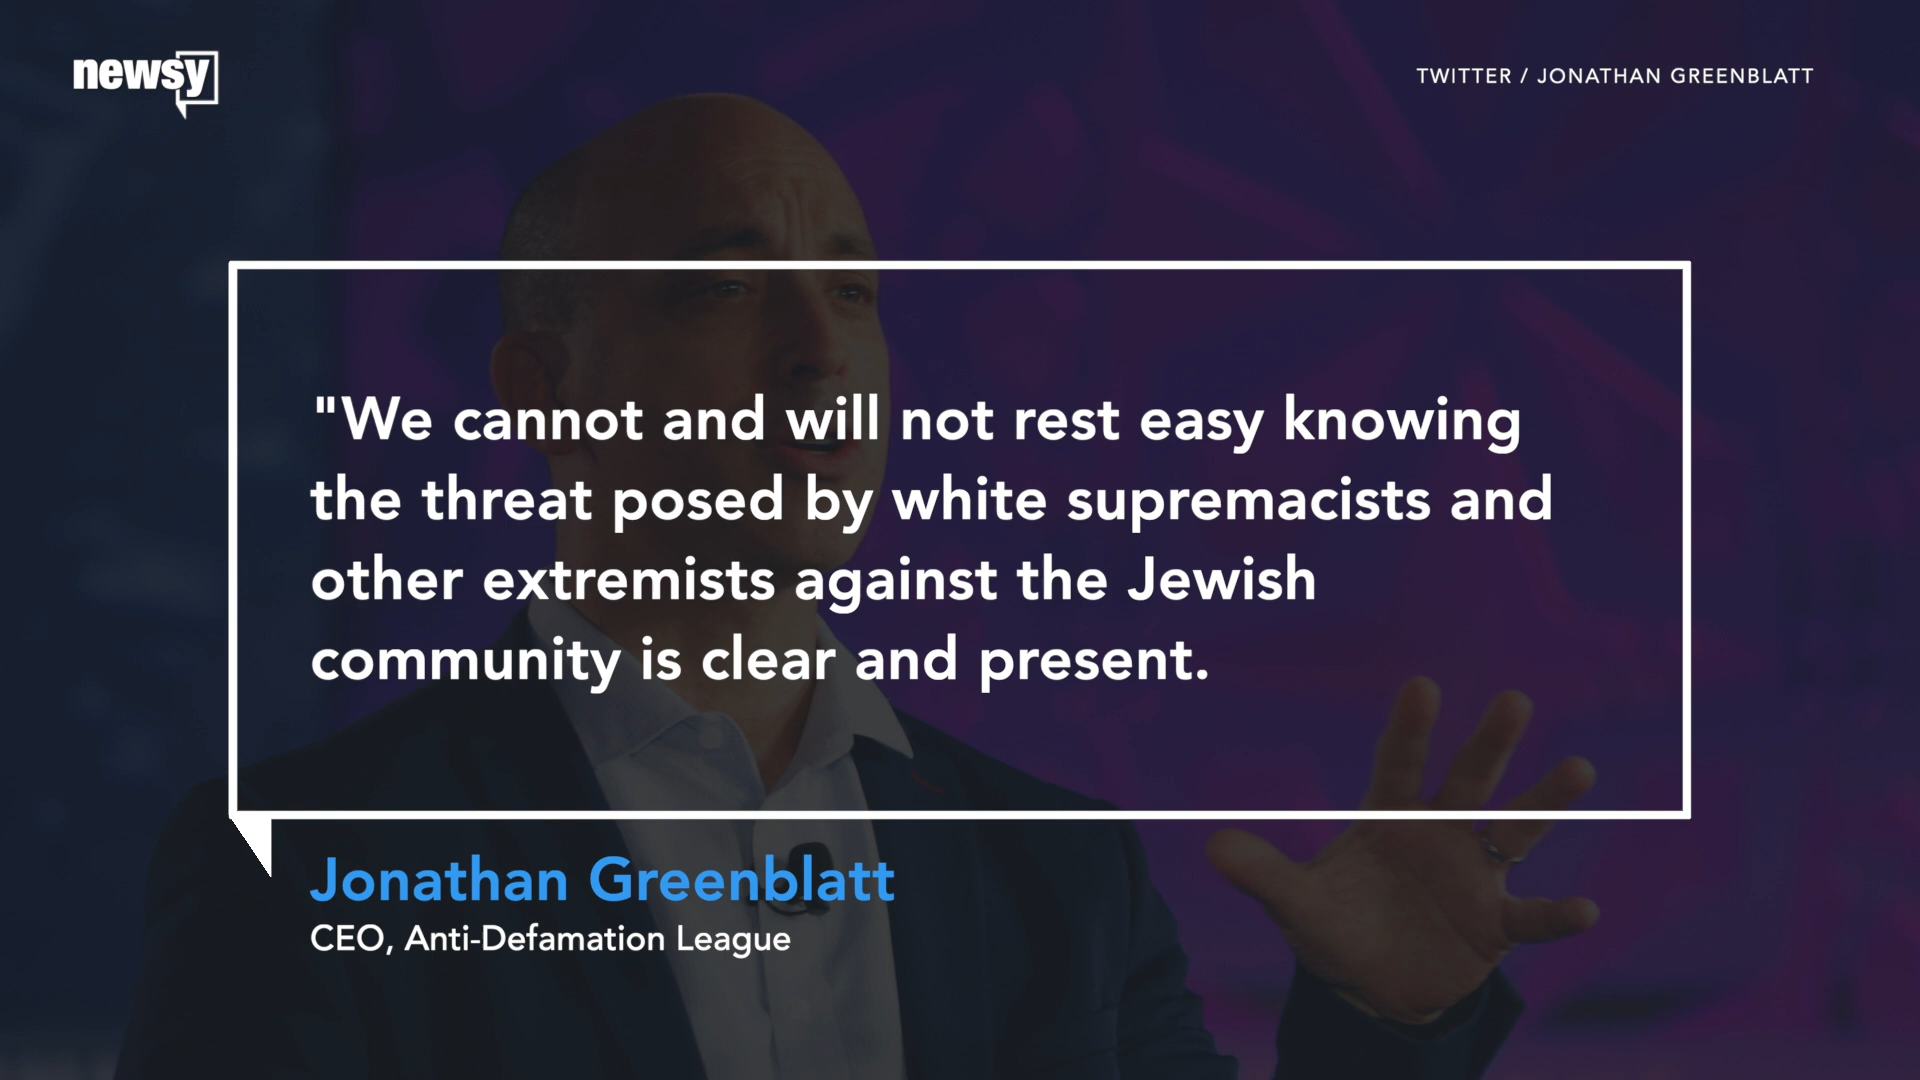 newsy
TWITTER / JONATHAN GREENBLATT
"We cannot and will not rest easy knowing
the threat posed by white supremacists and
other extremists against the Jewish
community is clear and present.
Jonathan Greenblatt
CEO, Anti-Defamation League